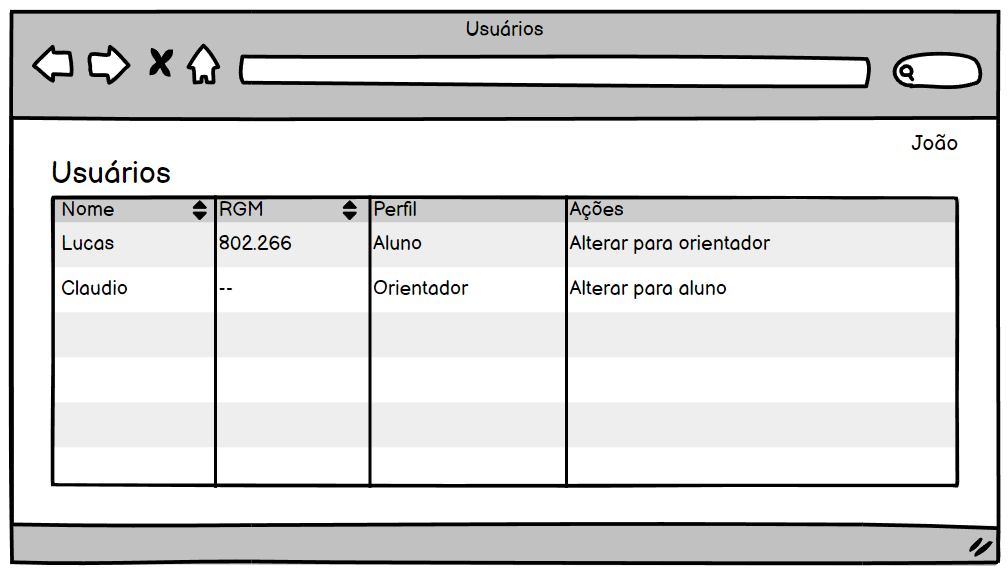 Usuários
João
Usuários
Nome RGM Perfil Ações
Lucas 802.266 Aluno Alterar para orientador
Claudio -- Orientador Alterar para aluno